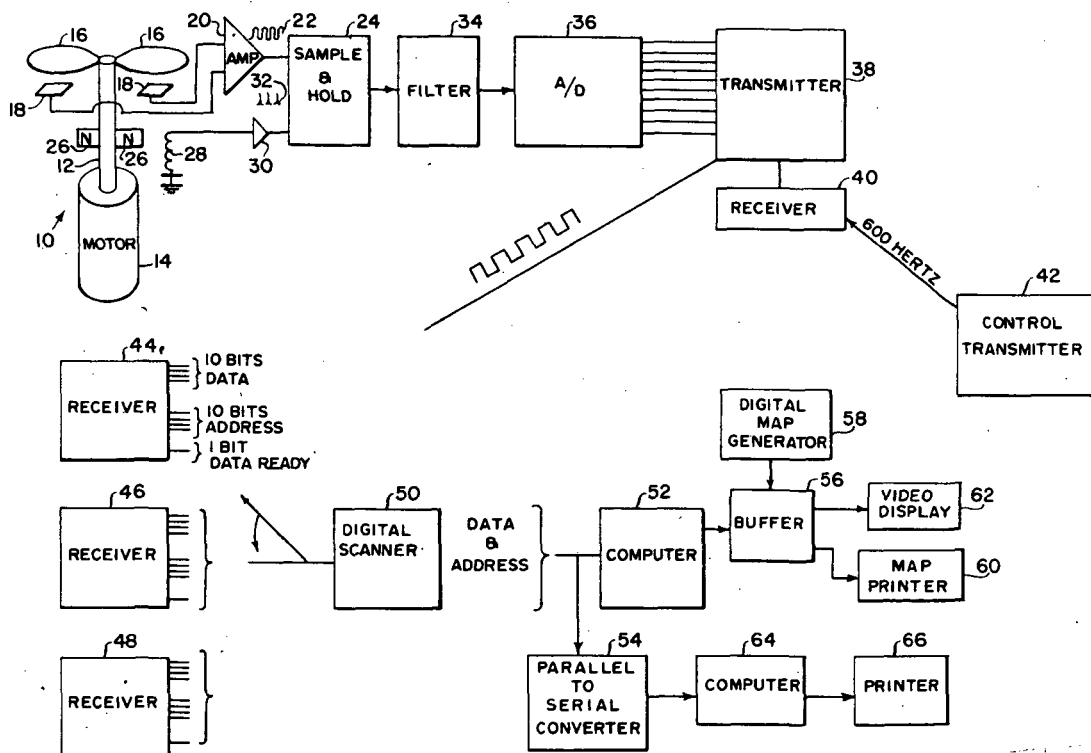 20
22
24
34
36
16
16
AMP
SAMPLE
&
HOLD
FILTER
A/D
TRANSMITTER
38
18
18
32
N
N
26
26
28
30
12
40
RECEIVER
10
MOTOR
14
600 HERTZ
42
CONTROL
TRANSMITTER
44
RECEIVER
10 BITS
DATA
10 BITS
ADDRESS
1 BIT
DATA READY
DIGITAL
MAP
GENERATOR
58
46
RECEIVER
50
DIGITAL
SCANNER
DATA
&
ADDRESS
52
COMPUTER
56
BUFFER
62
VIDEO
DISPLAY
MAP
PRINTER
60
48
RECEIVER
54
PARALLEL
TO
SERIAL
CONVERTER
64
COMPUTER
66
PRINTER